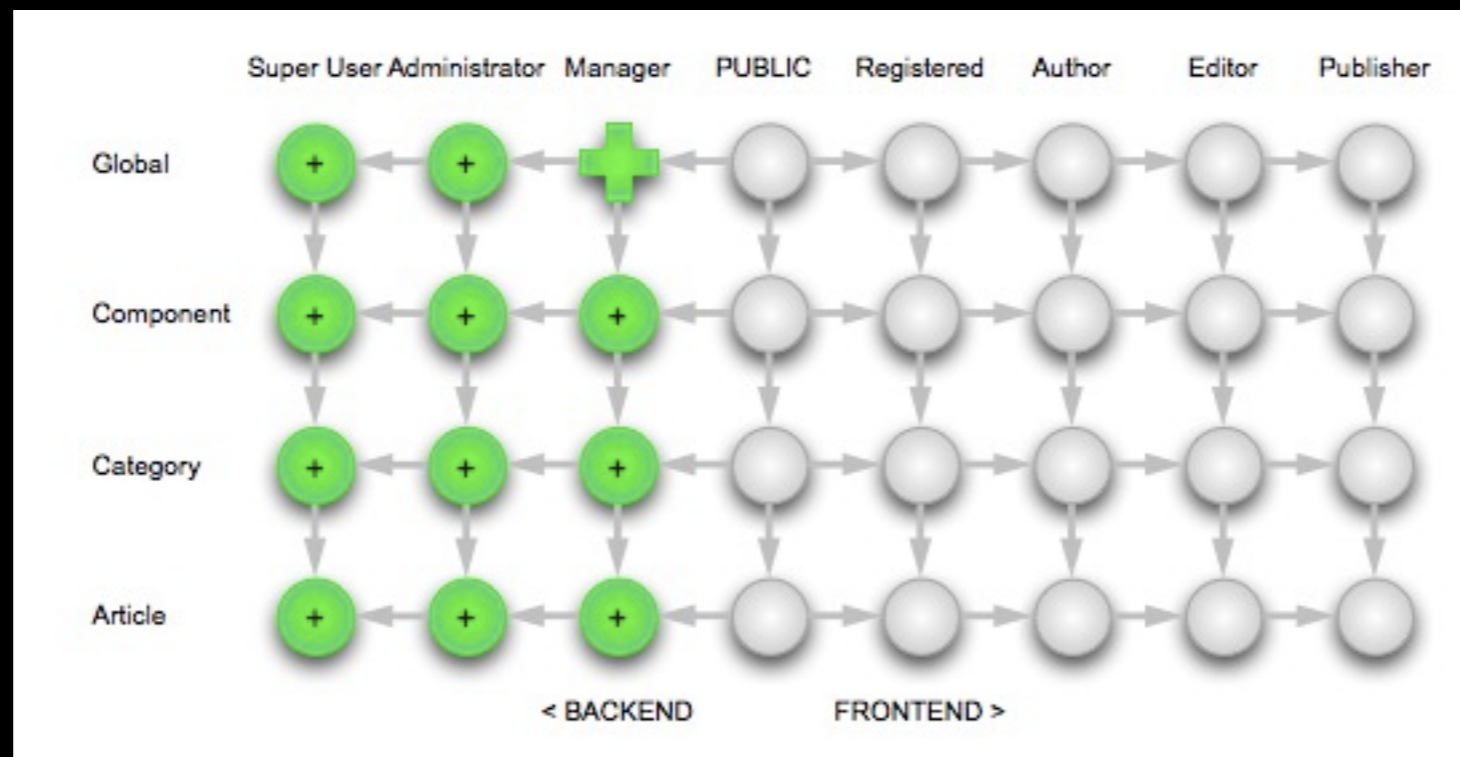 Super User Administrator Manager PUBLIC Registered Author Editor Publisher
Global + +
Component + + +
Category + + +
Article + + +
< BACKEND FRONTEND >